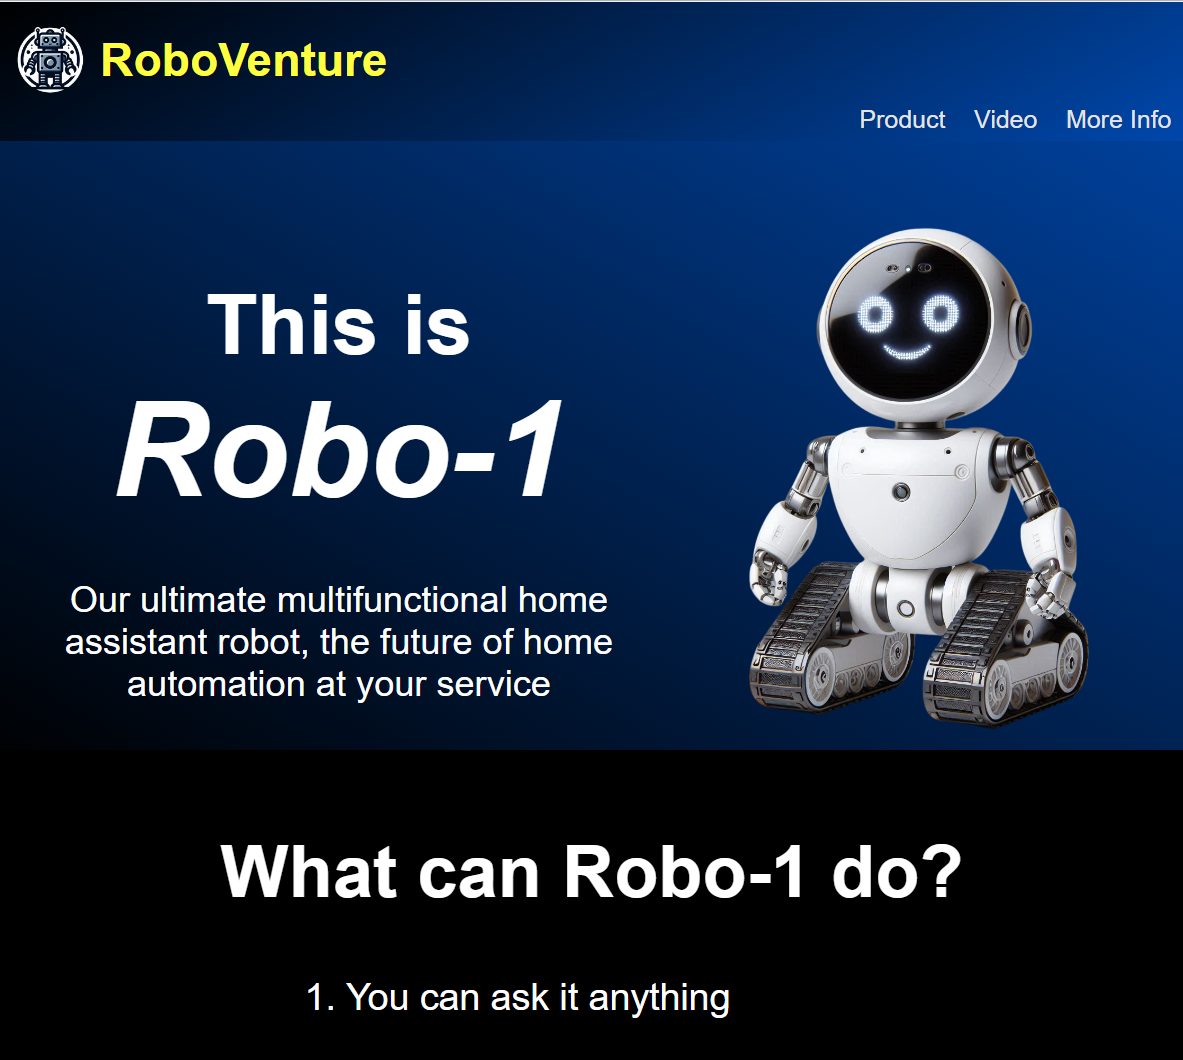 RoboVenture
Product Video More Info
This is
Robo-1
Our ultimate multifunctional home
assistant robot, the future of home
automation at your service
What can Robo-1 do?
1. You can ask it anything